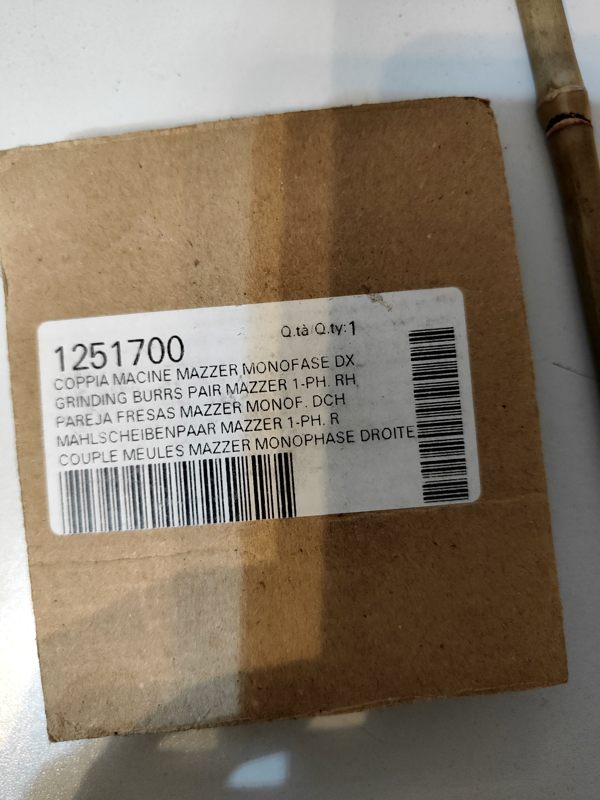 Q.tà/Q.ty:1
1251700
COPPIA MACINE MAZZER MONOFASE DX
GRINDING BURRS PAIR MAZZER 1-PH. RH
PAREJA FRESAS MAZZER MONOF. DCH
MAHLSCHEIBENPAAR MAZZER 1-PH. R
COUPLE MEULES MAZZER MONOPHASE DROITE